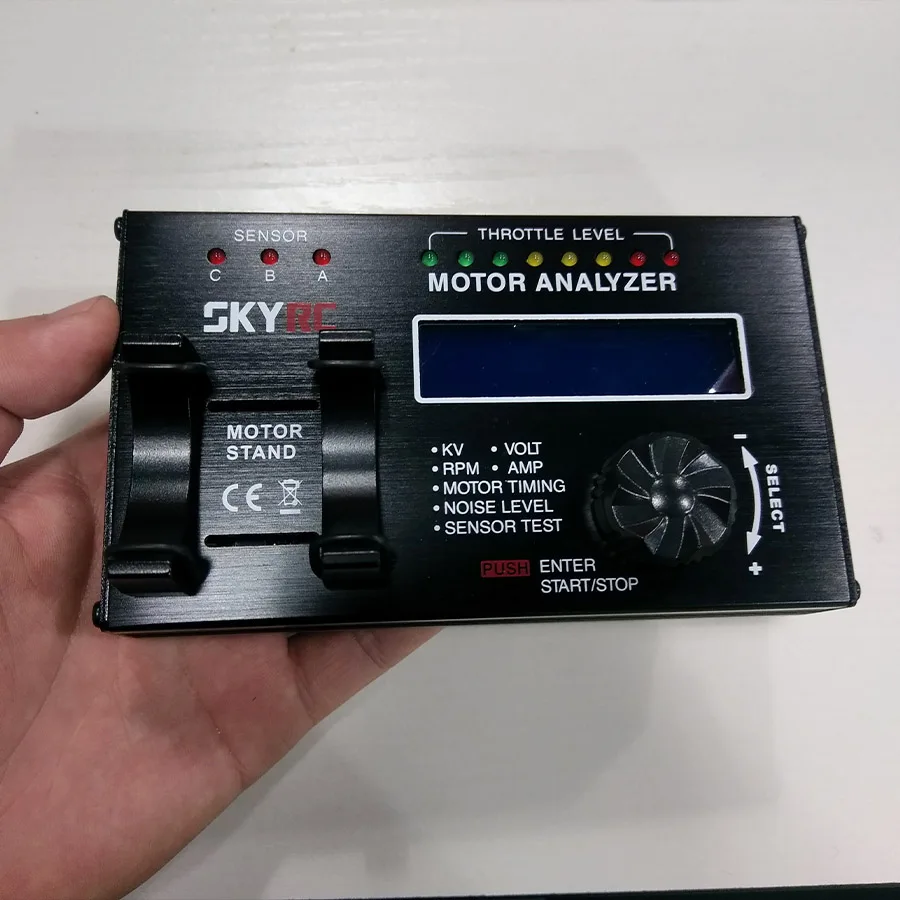 SENSOR
C B A
THROTTLE LEVEL
MOTOR ANALYZER
SKYRC
MOTOR
STAND
CE
• KV • VOLT
• RPM • AMP
• MOTOR TIMING
• NOISE LEVEL
• SENSOR TEST
- SELECT +
PUSH ENTER
START/STOP